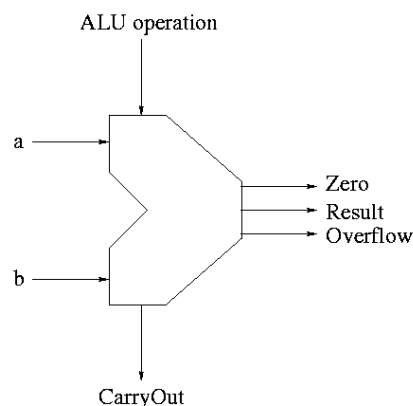 ALU operation
a
Zero
Result
Overflow
b
CarryOut